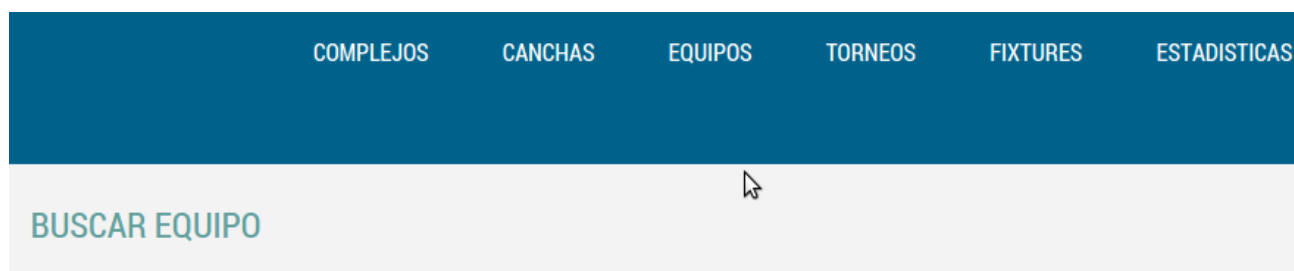 COMPLEJOS CANCHAS EQUIPOS TORNEOS FIXTURES ESTADISTICAS
BUSCAR EQUIPO